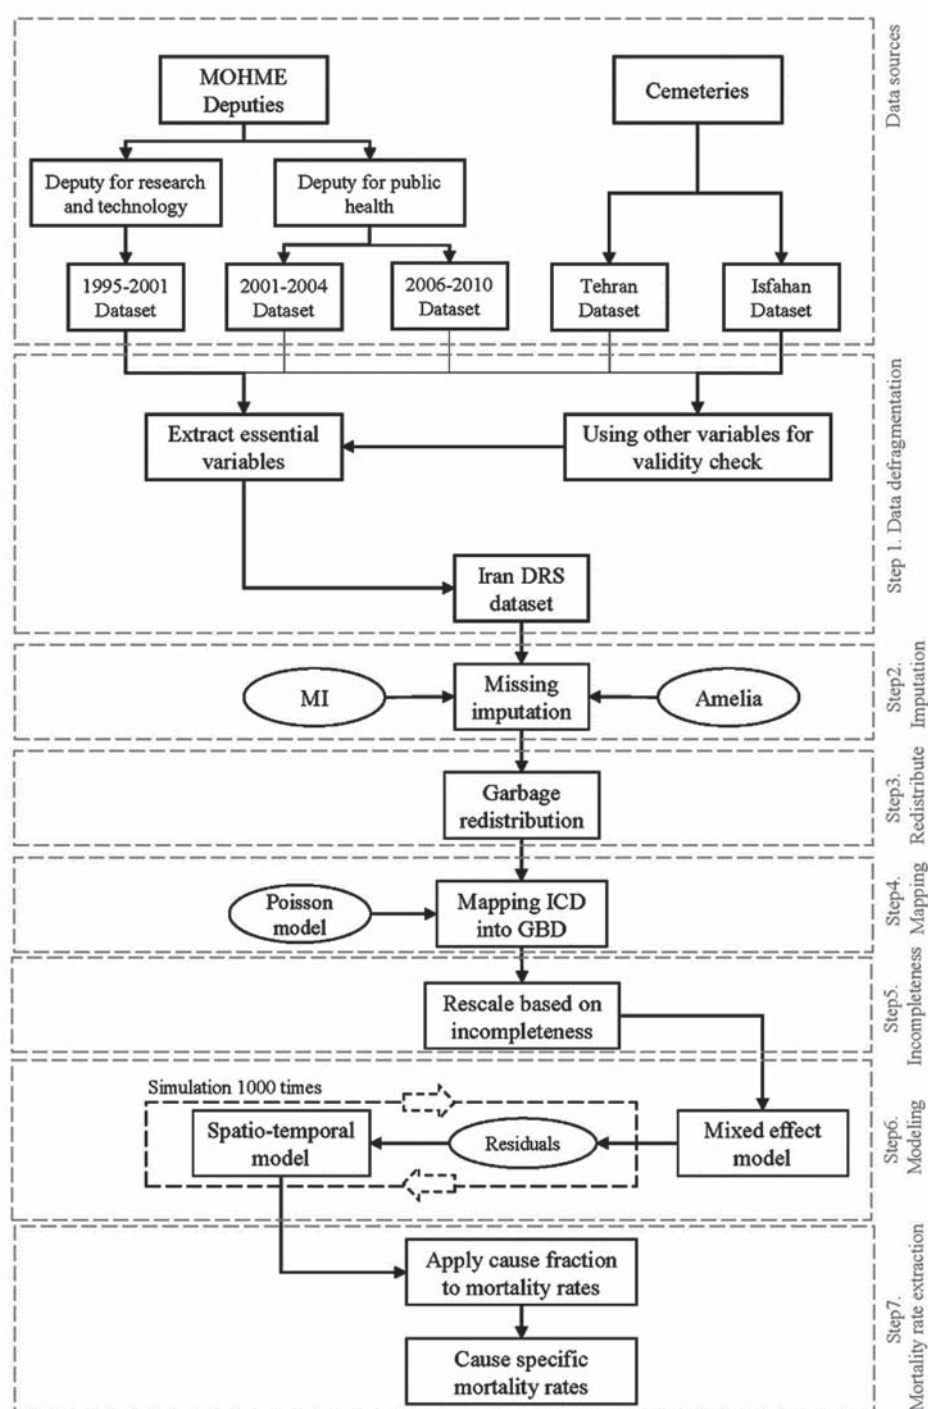 MOHME
Deputies
Cemeteries
Data sources
Deputy for research
and technology
Deputy for public
health
1995-2001
Dataset
2001-2004
Dataset
2006-2010
Dataset
Tehran
Dataset
Isfahan
Dataset
Step 1. Data defragmentation
Extract essential
variables
Using other variables for
validity check
Iran DRS
dataset
Step2.
Imputation
MI
Missing
imputation
Amelia
Step3.
Redistribute
Garbage
redistribution
Step4.
Mapping
Poisson
model
Mapping ICD
into GBD
Step5.
Incompleteness
Rescale based on
incompleteness
Step6.
Modeling
Simulation 1000 times
Spatio-temporal
model
Residuals
Mixed effect
model
Step7.
Mortality rate extraction
Apply cause fraction
to mortality rates
Cause specific
mortality rates